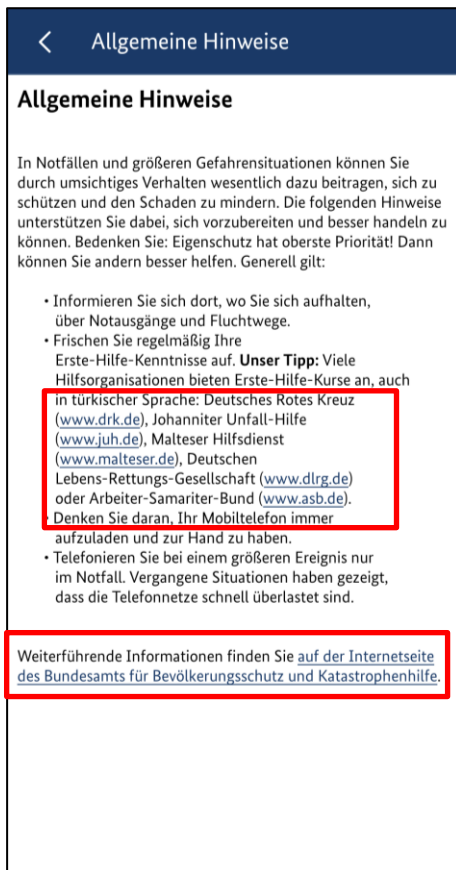 Allgemeine Hinweise
Allgemeine Hinweise
In Notfällen und größeren Gefahrensituationen können Sie
durch umsichtiges Verhalten wesentlich dazu beitragen, sich zu
schützen und den Schaden zu mindern. Die folgenden Hinweise
unterstützen Sie dabei, sich vorzubereiten und besser handeln zu
können. Bedenken Sie: Eigenschutz hat oberste Priorität! Dann
können Sie andern besser helfen. Generell gilt:
• Informieren Sie sich dort, wo Sie sich aufhalten,
über Notausgänge und Fluchtwege.
• Frischen Sie regelmäßig Ihre
Erste-Hilfe-Kenntnisse auf. Unser Tipp: Viele
Hilfsorganisationen bieten Erste-Hilfe-Kurse an, auch
in türkischer Sprache: Deutsches Rotes Kreuz
(www.drk.de), Johanniter Unfall-Hilfe
(www.juh.de), Malteser Hilfsdienst
(www.malteser.de), Deutschen
Lebens-Rettungs-Gesellschaft (www.dlrg.de)
oder Arbeiter-Samariter-Bund (www.asb.de).
• Denken Sie daran, Ihr Mobiltelefon immer
aufzuladen und zur Hand zu haben.
• Telefonieren Sie bei einem größeren Ereignis nur
im Notfall. Vergangene Situationen haben gezeigt,
dass die Telefonnetze schnell überlastet sind.
Weiterführende Informationen finden Sie auf der Internetseite
des Bundesamts für Bevölkerungsschutz und Katastrophenhilfe.